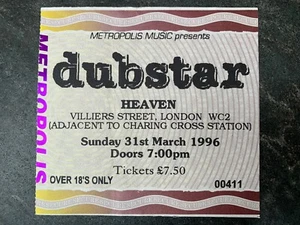 METROPOLIS MUSIC presents
dubstar
HEAVEN
VILLIERS STREET, LONDON WC2
(ADJACENT TO CHARING CROSS STATION)
Sunday 31st March 1996
Doors 7:00pm
Tickets £7.50
OVER 18'S ONLY
00411
METROPOLIS